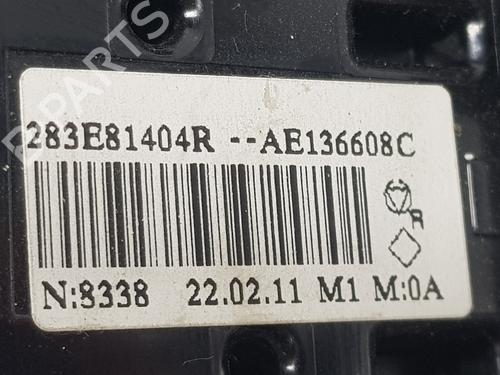 283E81404R --AE136608C
R
N:8338 22.02.11 M1 M:0A
B-PARTS